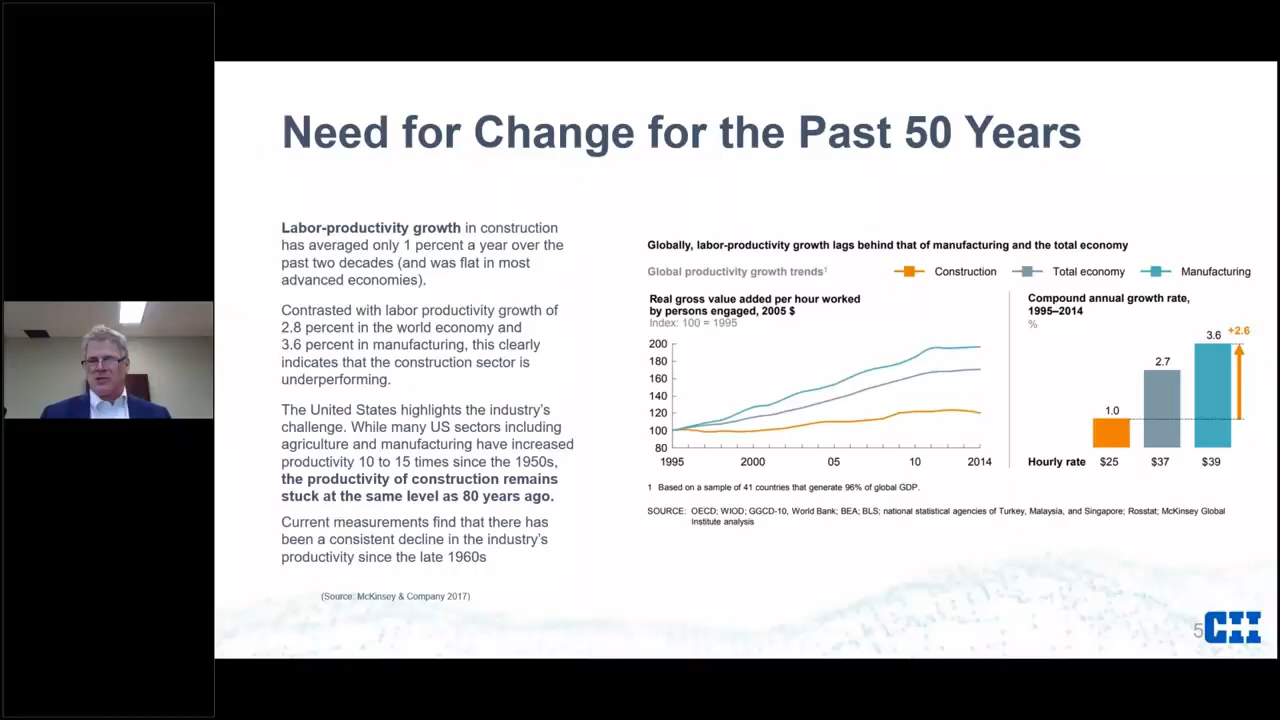 Need for Change for the Past 50 Years
Labor-productivity growth in construction
has averaged only 1 percent a year over the
past two decades (and was flat in most
advanced economies).
Contrasted with labor productivity growth of
2.8 percent in the world economy and
3.6 percent in manufacturing, this clearly
indicates that the construction sector is
underperforming.
The United States highlights the industry's
challenge. While many US sectors including
agriculture and manufacturing have increased
productivity 10 to 15 times since the 1950s,
the productivity of construction remains
stuck at the same level as 80 years ago.
Current measurements find that there has
been a consistent decline in the industry's
productivity since the late 1960s
(Source: McKinsey & Company 2017)
Globally, labor-productivity growth lags behind that of manufacturing and the total economy
Global productivity growth trends¹
Construction Total economy Manufacturing
Real gross value added per hour worked
by persons engaged, 2005 $
Index: 100 = 1995
200
180
160
140
120
100
80
1995 2000 05 10 2014
Compound annual growth rate,
1995–2014
%
1.0 2.7 3.6 +2.6
Hourly rate $25 $37 $39
1 Based on a sample of 41 countries that generate 96% of global GDP.
SOURCE: OECD; WIOD; GGCD-10, World Bank; BEA; BLS; national statistical agencies of Turkey, Malaysia, and Singapore; Rosstat; McKinsey Global
Institute analysis
5 CII